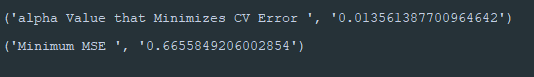 ('alpha Value that Minimizes CV Error ', '0.013561387700964642')
('Minimum MSE ', '0.6655849206002854')